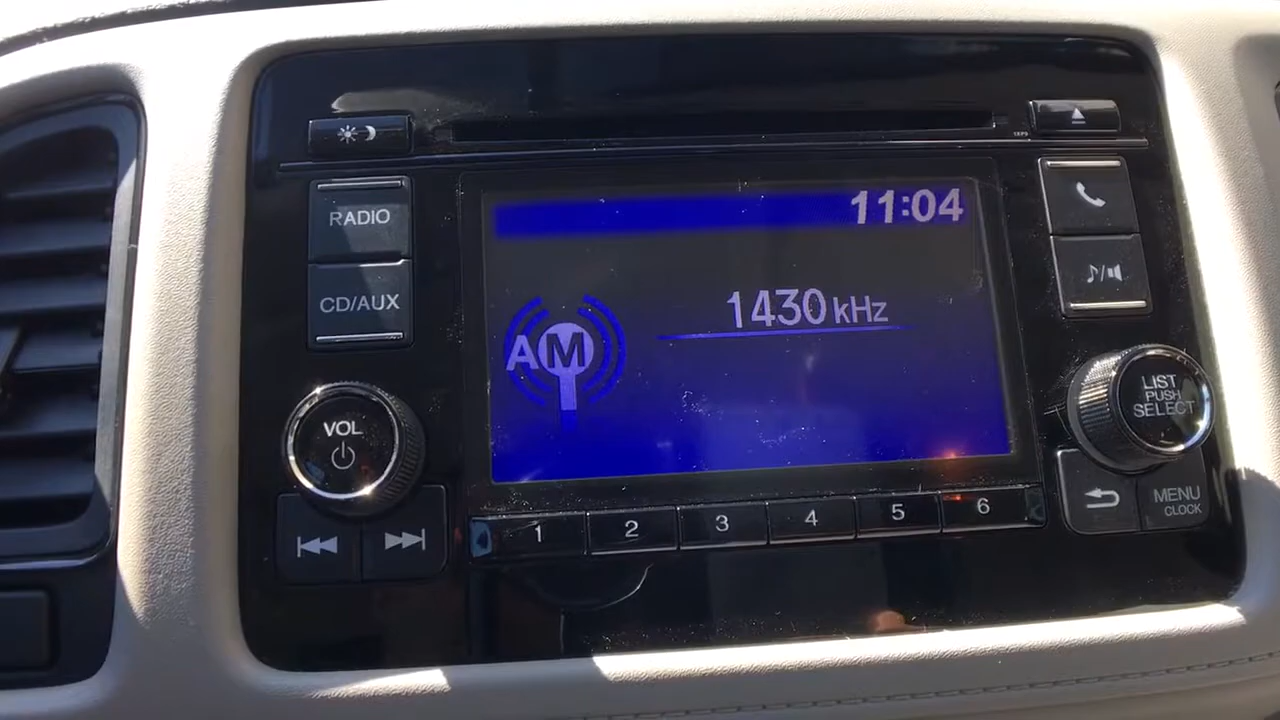 RADIO
CD/AUX
VOL
11:04
1430 kHz
AM
1
2
3
4
5
6
LIST
PUSH
SELECT
MENU
CLOCK